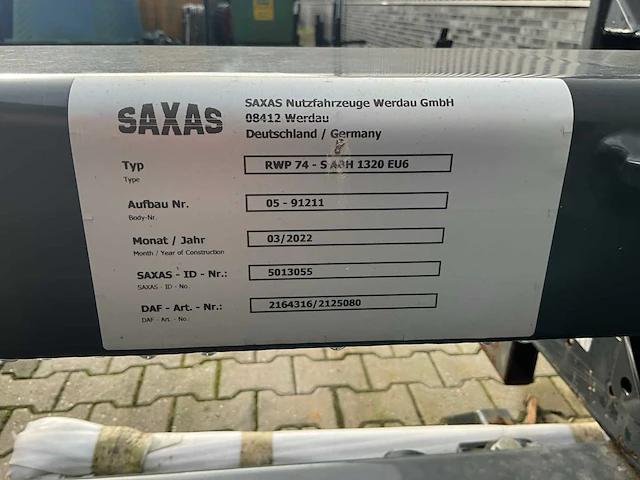 SAXAS
SAXAS Nutzfahrzeuge Werdau GmbH
08412 Werdau
Deutschland / Germany
Typ
Type
RWP 74 - S ABH 1320 EU6
Aufbau Nr.
Body-Nr.
05 - 91211
Monat / Jahr
Month / Year of Construction
03/2022
SAXAS - ID - Nr.:
SAXAS - ID - No.
5013055
DAF - Art. - Nr.:
DAF - Art. - No.
2164316/2125080